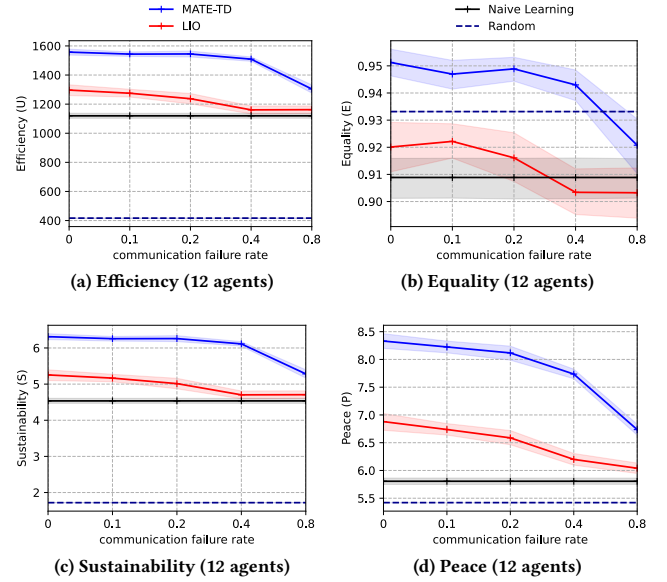 MATE-TD
LIO
Naive Learning
Random
1600
1400
1200
1000
800
600
400
Efficiency (U)
0 0.1 0.2 0.4 0.8
communication failure rate
(a) Efficiency (12 agents)
0.95
0.94
0.93
0.92
0.91
0.90
Equality (E)
0 0.1 0.2 0.4 0.8
communication failure rate
(b) Equality (12 agents)
6
5
4
3
2
Sustainability (S)
0 0.1 0.2 0.4 0.8
communication failure rate
(c) Sustainability (12 agents)
8.5
8.0
7.5
7.0
6.5
6.0
5.5
Peace (P)
0 0.1 0.2 0.4 0.8
communication failure rate
(d) Peace (12 agents)